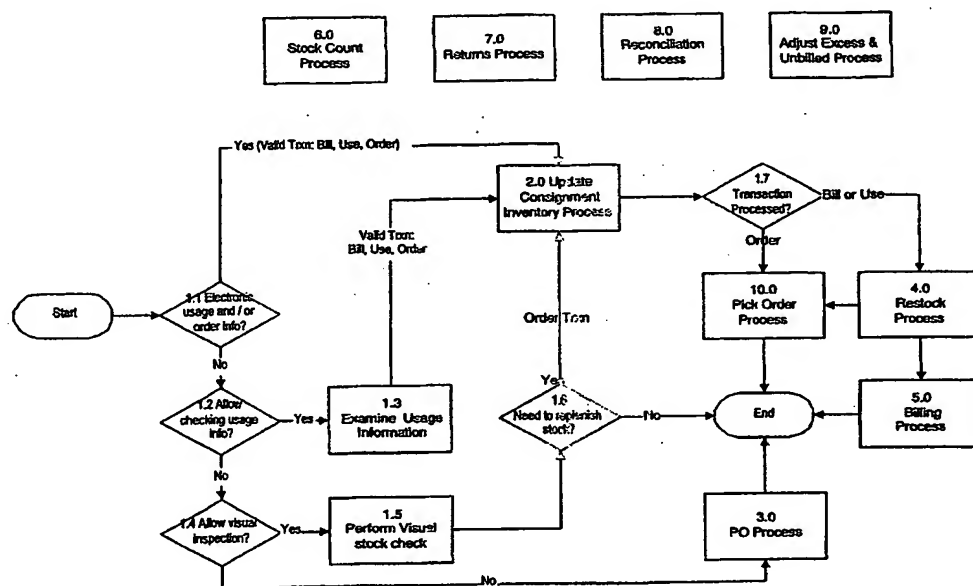 6.0
Stock Count
Process
7.0
Returns Process
8.0
Reconciliation
Process
9.0
Adjust Excess &
Unbilled Process
Yes (Valid Txn: Bill, Use, Order)
2.0 Update
Consignment
Inventory Process
1.7
Transaction
Processed?
Bill or Use
Order
Valid Txn:
Bill, Use, Order
Start
1.1 Electronic
usage and / or
order info?
10.0
Pick Order
Process
4.0
Restock
Process
Order Txn
No
Yes
1.2 Allow
checking usage
info?
Yes
1.3
Examine Usage
Information
1.6
Need to replenish
stock?
No
End
5.0
Billing
Process
No
1.4 Allow visual
inspection?
Yes
1.5
Perform Visual
stock check
3.0
PO Process
No